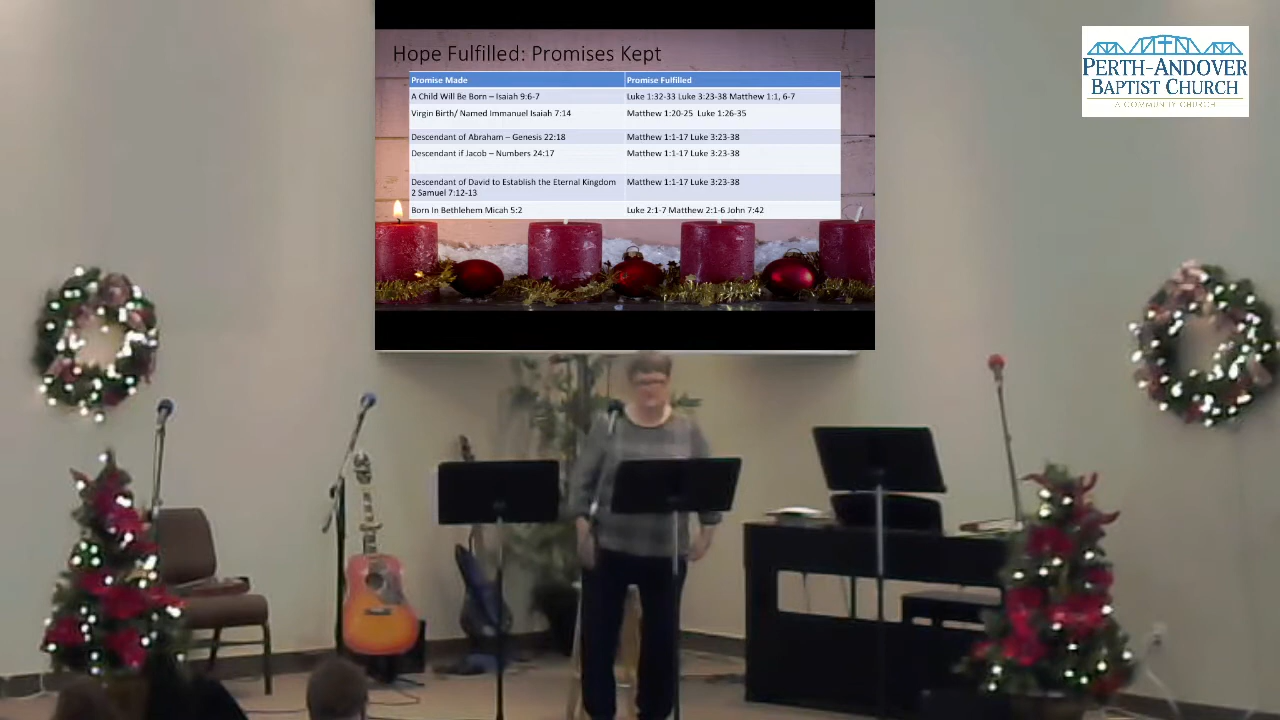 Hope Fulfilled: Promises Kept
Promise Made Promise Fulfilled
A Child Will Be Born – Isaiah 9:6-7 Luke 1:32-33 Luke 3:23-38 Matthew 1:1, 6-7
Virgin Birth/ Named Immanuel Isaiah 7:14 Matthew 1:20-25 Luke 1:26-35
Descendant of Abraham – Genesis 22:18 Matthew 1:1-17 Luke 3:23-38
Descendant if Jacob – Numbers 24:17 Matthew 1:1-17 Luke 3:23-38
Descendant of David to Establish the Eternal Kingdom Matthew 1:1-17 Luke 3:23-38
2 Samuel 7:12-13
Born In Bethlehem Micah 5:2 Luke 2:1-7 Matthew 2:1-6 John 7:42
PERTH-ANDOVER
BAPTIST CHURCH
A COMMUNITY CHURCH